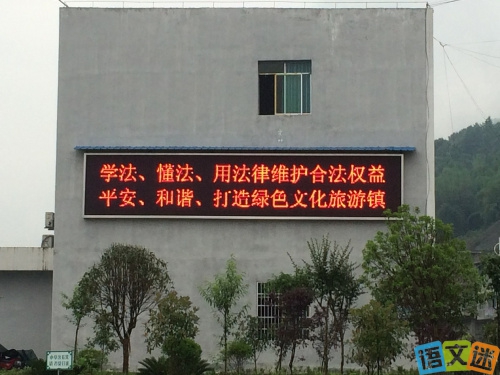 学法、懂法、用法律维护合法权益
平安、和谐、打造绿色文化旅游镇
语文迷